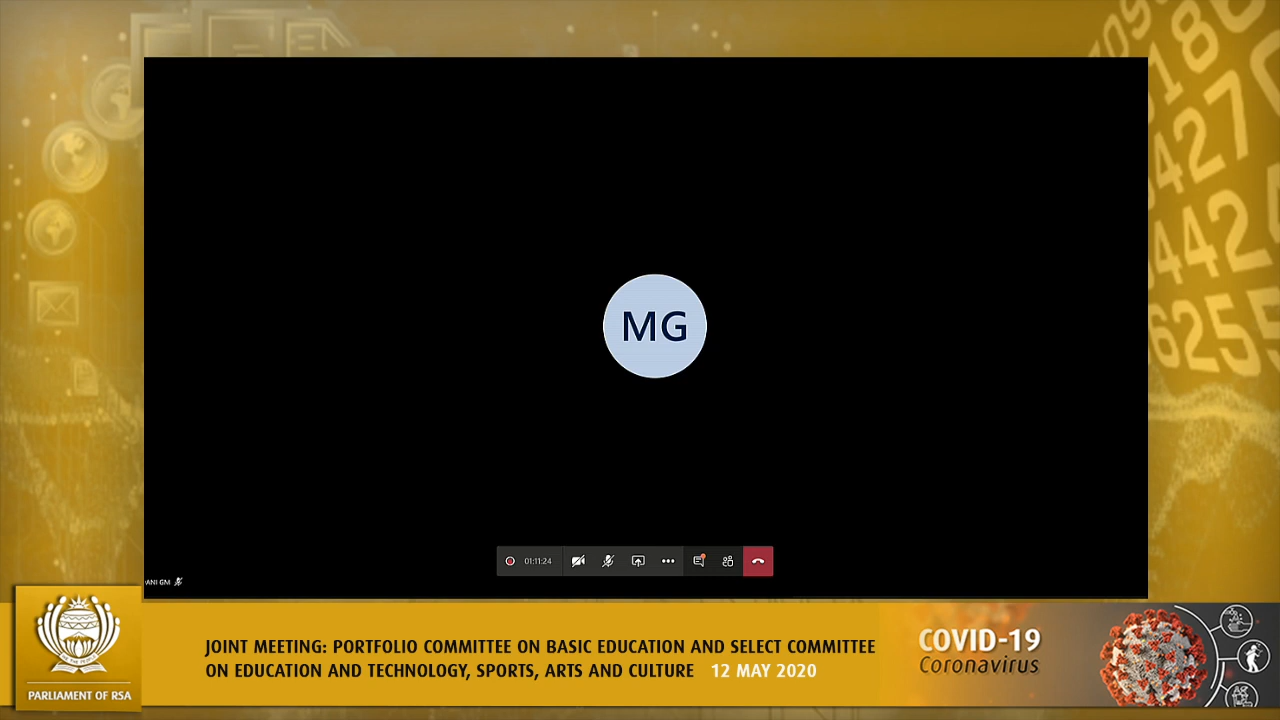 MG
01:11:24
GM
JOINT MEETING: PORTFOLIO COMMITTEE ON BASIC EDUCATION AND SELECT COMMITTEE
ON EDUCATION AND TECHNOLOGY, SPORTS, ARTS AND CULTURE 12 MAY 2020
COVID-19
Coronavirus
PARLIAMENT OF RSA